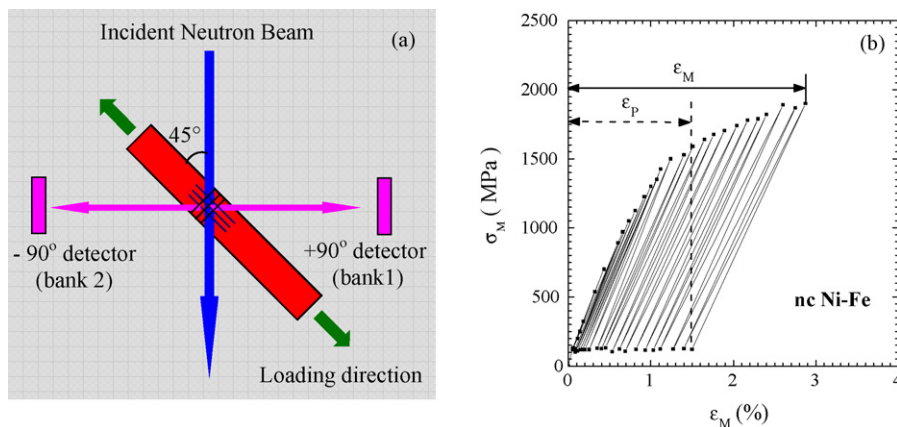 Incident Neutron Beam
(a)
45°
- 90° detector
(bank 2)
+90° detector
(bank1)
Loading direction
(b)
2500
2000
1500
1000
500
0
σM ( MPa)
εM
εP
nc Ni-Fe
0
1
2
3
4
εM (%)